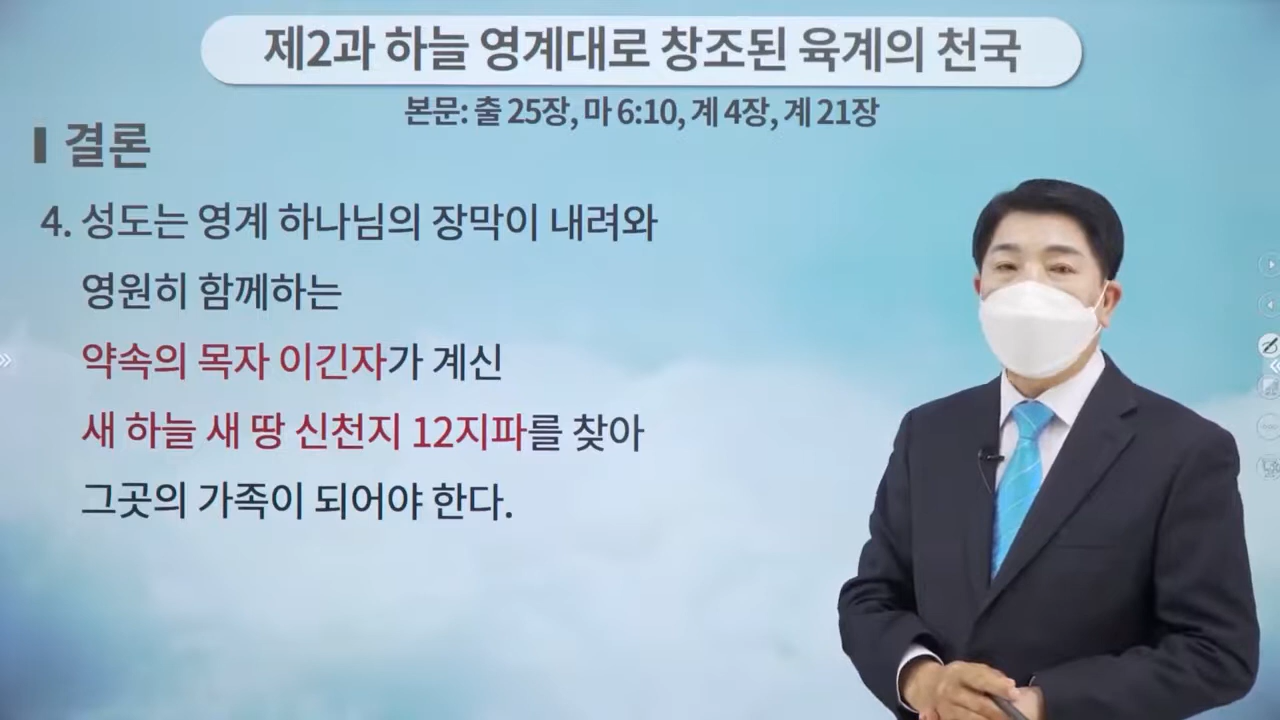 제2과 하늘 영계대로 창조된 육계의 천국
본문: 출 25장, 마 6:10, 계 4장, 계 21장
결론
4. 성도는 영계 하나님의 장막이 내려와
영원히 함께하는
약속의 목자 이긴자가 계신
새 하늘 새 땅 신천지 12지파를 찾아
그곳의 가족이 되어야 한다.